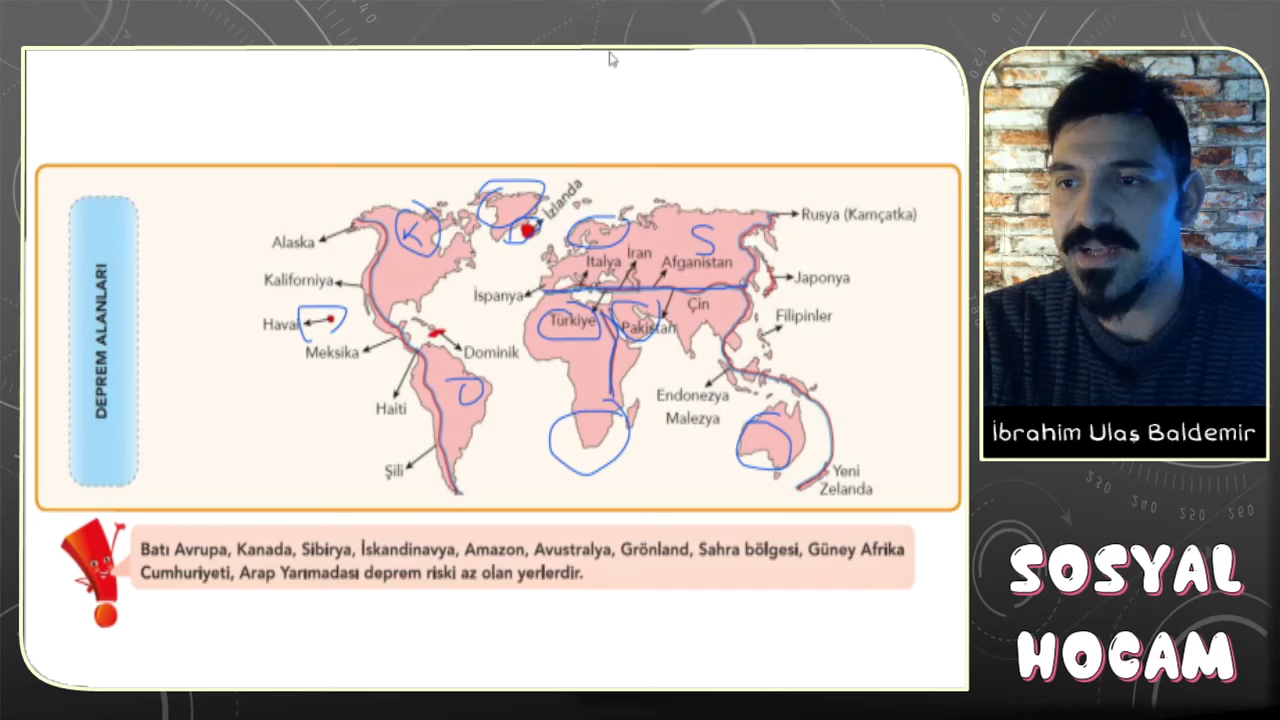 DEPREM ALANLARI
Alaska
Kaliforniya
Havai
Meksika
Haiti
Şili
Dominik
İzlanda
İspanya
İtalya
İran
Afganistan
Türkiye
Pakistan
Çin
Rusya (Kamçatka)
Japonya
Filipinler
Endonezya
Malezya
Yeni
Zelanda
K
S
Batı Avrupa, Kanada, Sibirya, İskandinavya, Amazon, Avustralya, Grönland, Sahra bölgesi, Güney Afrika
Cumhuriyeti, Arap Yarımadası deprem riski az olan yerlerdir.
İbrahim Ulaş Baldemir
SOSYAL
HOCAM